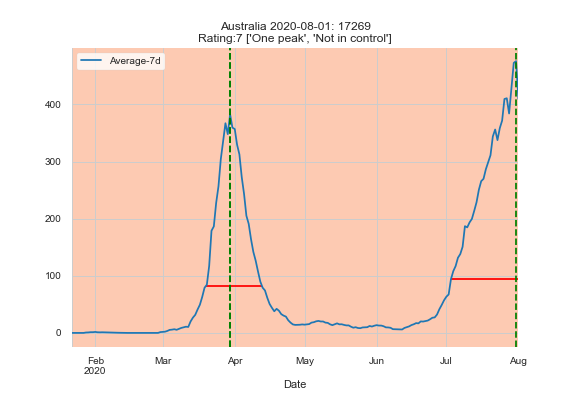 Australia 2020-08-01: 17269
Rating:7 ['One peak', 'Not in control']
Average-7d
400
300
200
100
0
Feb
2020
Mar
Apr
May
Jun
Jul
Aug
Date